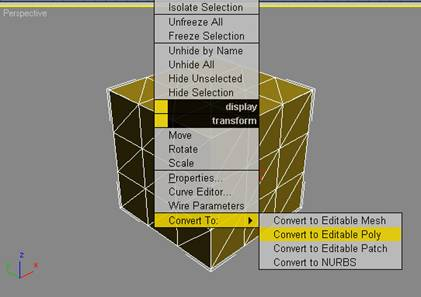 Perspective
Isolate Selection
Unfreeze All
Freeze Selection
Unhide by Name
Unhide All
Hide Unselected
Hide Selection
display
transform
Move
Rotate
Scale
Properties...
Curve Editor...
Wire Parameters
Convert To:
Convert to Editable Mesh
Convert to Editable Poly
Convert to Editable Patch
Convert to NURBS
z
x